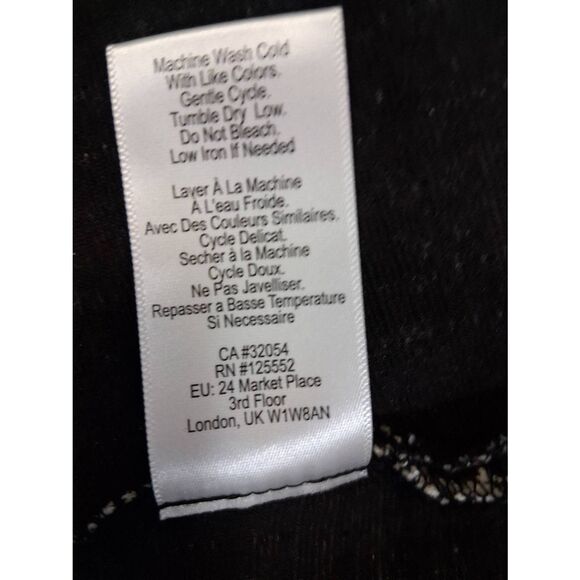 Machine Wash Cold
With Like Colors.
Gentle Cycle.
Tumble Dry Low.
Do Not Bleach.
Low Iron If Needed
Laver À La Machine
A L'eau Froide.
Avec Des Couleurs Similaires.
Cycle Delicat.
Secher à la Machine
Cycle Doux.
Ne Pas Javelliser.
Repasser a Basse Temperature
Si Necessaire
CA #32054
RN #125552
EU: 24 Market Place
3rd Floor
London, UK W1W8AN